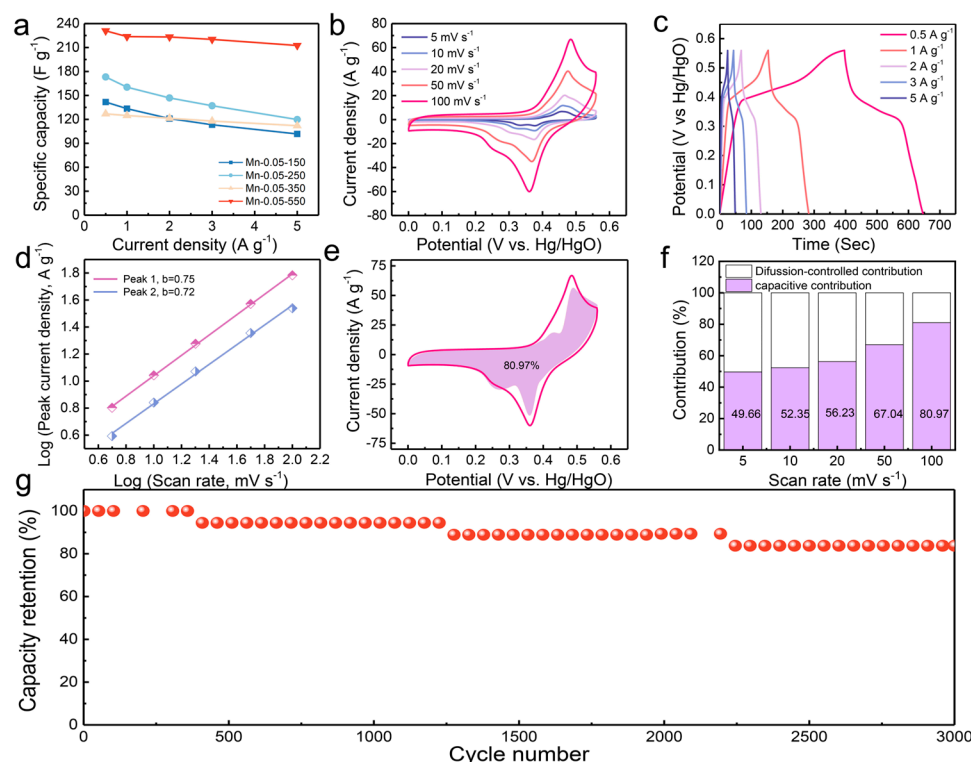 a
Specific capacity (F g⁻¹)
240
210
180
150
120
90
60
30
0
Mn-0.05-150
Mn-0.05-250
Mn-0.05-350
Mn-0.05-550
0 1 2 3 4 5
Current density (A g⁻¹)
b
Current density (A g⁻¹)
80
60
40
20
0
-20
-40
-60
-80
5 mV s⁻¹
10 mV s⁻¹
20 mV s⁻¹
50 mV s⁻¹
100 mV s⁻¹
0.0 0.1 0.2 0.3 0.4 0.5 0.6
Potential (V vs. Hg/HgO)
c
Potential (V vs. Hg/HgO)
0.6
0.5
0.4
0.3
0.2
0.1
0.0
0.5 A g⁻¹
1 A g⁻¹
2 A g⁻¹
3 A g⁻¹
5 A g⁻¹
0 100 200 300 400 500 600 700
Time (Sec)
d
Log (Peak current density, A g⁻¹)
1.8
1.6
1.4
1.2
1.0
0.8
0.6
Peak 1, b=0.75
Peak 2, b=0.72
0.6 0.8 1.0 1.2 1.4 1.6 1.8 2.0 2.2
Log (Scan rate, mV s⁻¹)
e
Current density (A g⁻¹)
75
50
25
0
-25
-50
-75
80.97%
0.0 0.1 0.2 0.3 0.4 0.5 0.6
Potential (V vs. Hg/HgO)
f
Contribution (%)
120
100
80
60
40
20
0
Difussion-controlled contribution
capacitive contribution
49.66 52.35 56.23 67.04 80.97
5 10 20 50 100
Scan rate (mV s⁻¹)
g
Capacity retention (%)
100
80
60
40
20
0
0 500 1000 1500 2000 2500 3000
Cycle number